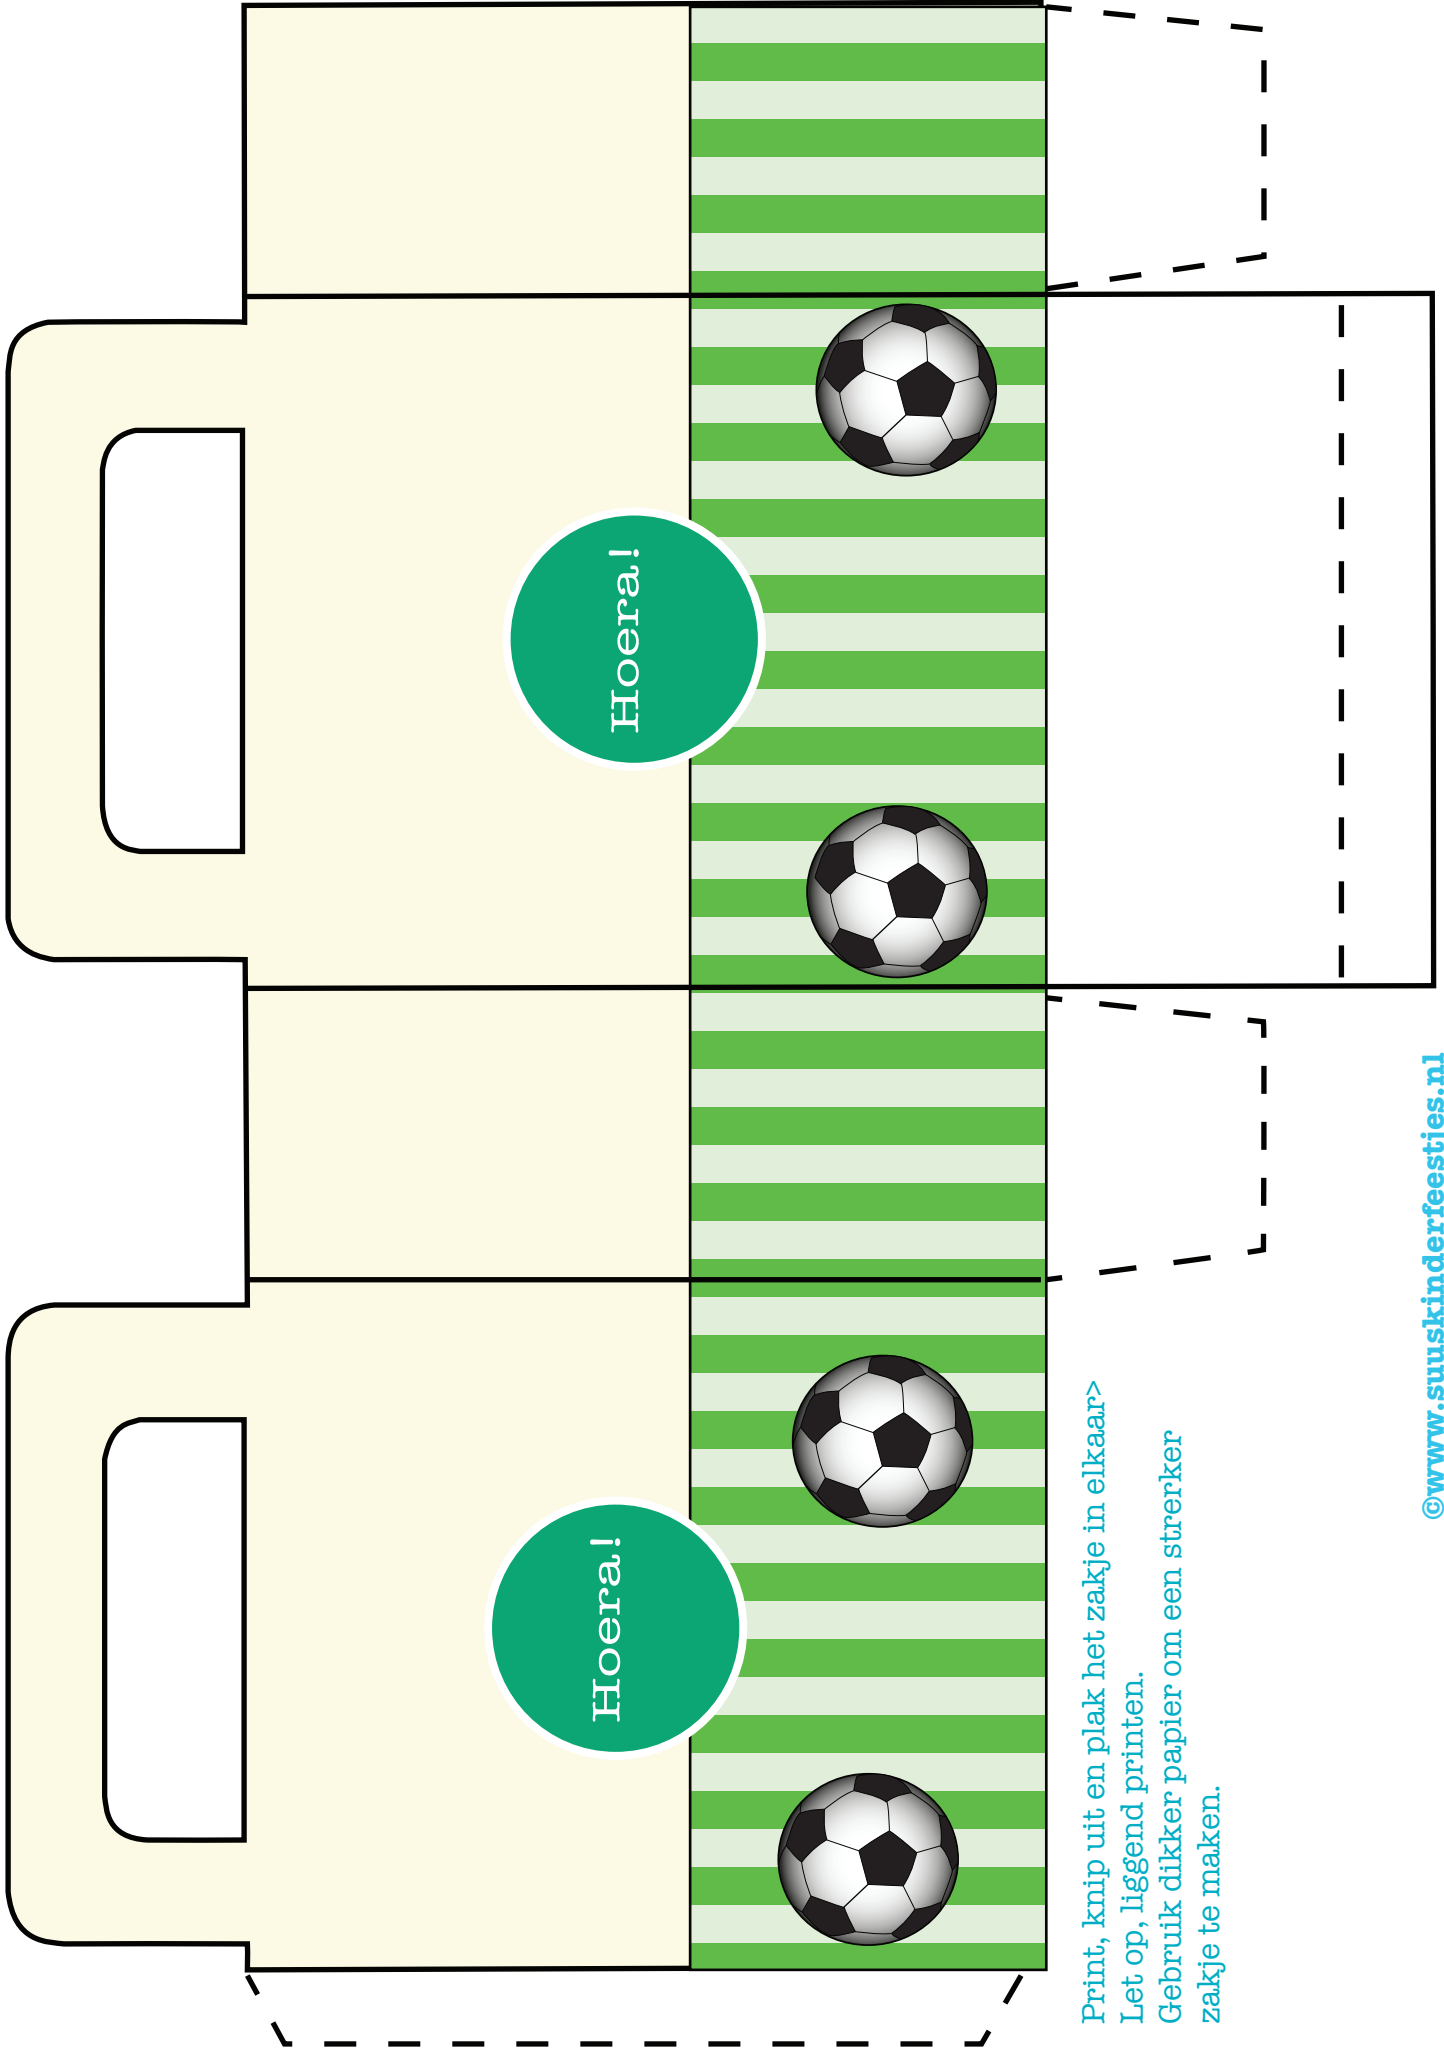 Hoera!
Hoera!
Print, knip uit en plak het zakje in elkaar>
Let op, liggend printen.
Gebruik dikker papier om een strerker
zakje te maken.
©www.suuskinderfeesties.nl